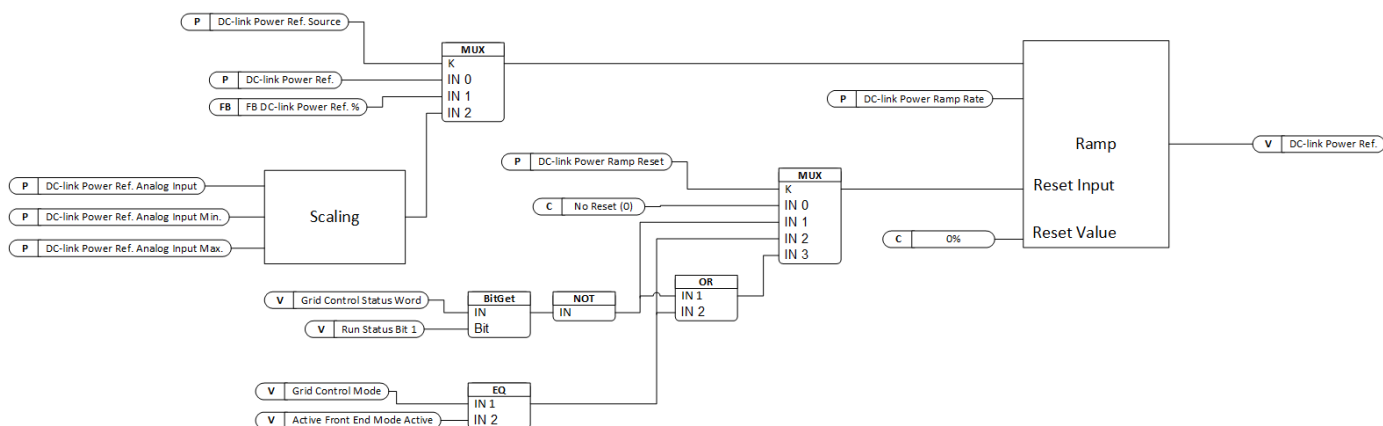 P DC-link Power Ref. Source
MUX
K
P DC-link Power Ref.
IN 0
FB FB DC-link Power Ref. %
IN 1
IN 2
P DC-link Power Ramp Rate
Ramp
V DC-link Power Ref.
P DC-link Power Ramp Reset
MUX
K
Reset Input
C No Reset (0)
IN 0
IN 1
IN 2
IN 3
C 0%
Reset Value
P DC-link Power Ref. Analog Input
P DC-link Power Ref. Analog Input Min.
Scaling
P DC-link Power Ref. Analog Input Max.
V Grid Control Status Word
BitGet
IN
V Run Status Bit 1
Bit
NOT
IN
OR
IN 1
IN 2
V Grid Control Mode
EQ
IN 1
V Active Front End Mode Active
IN 2